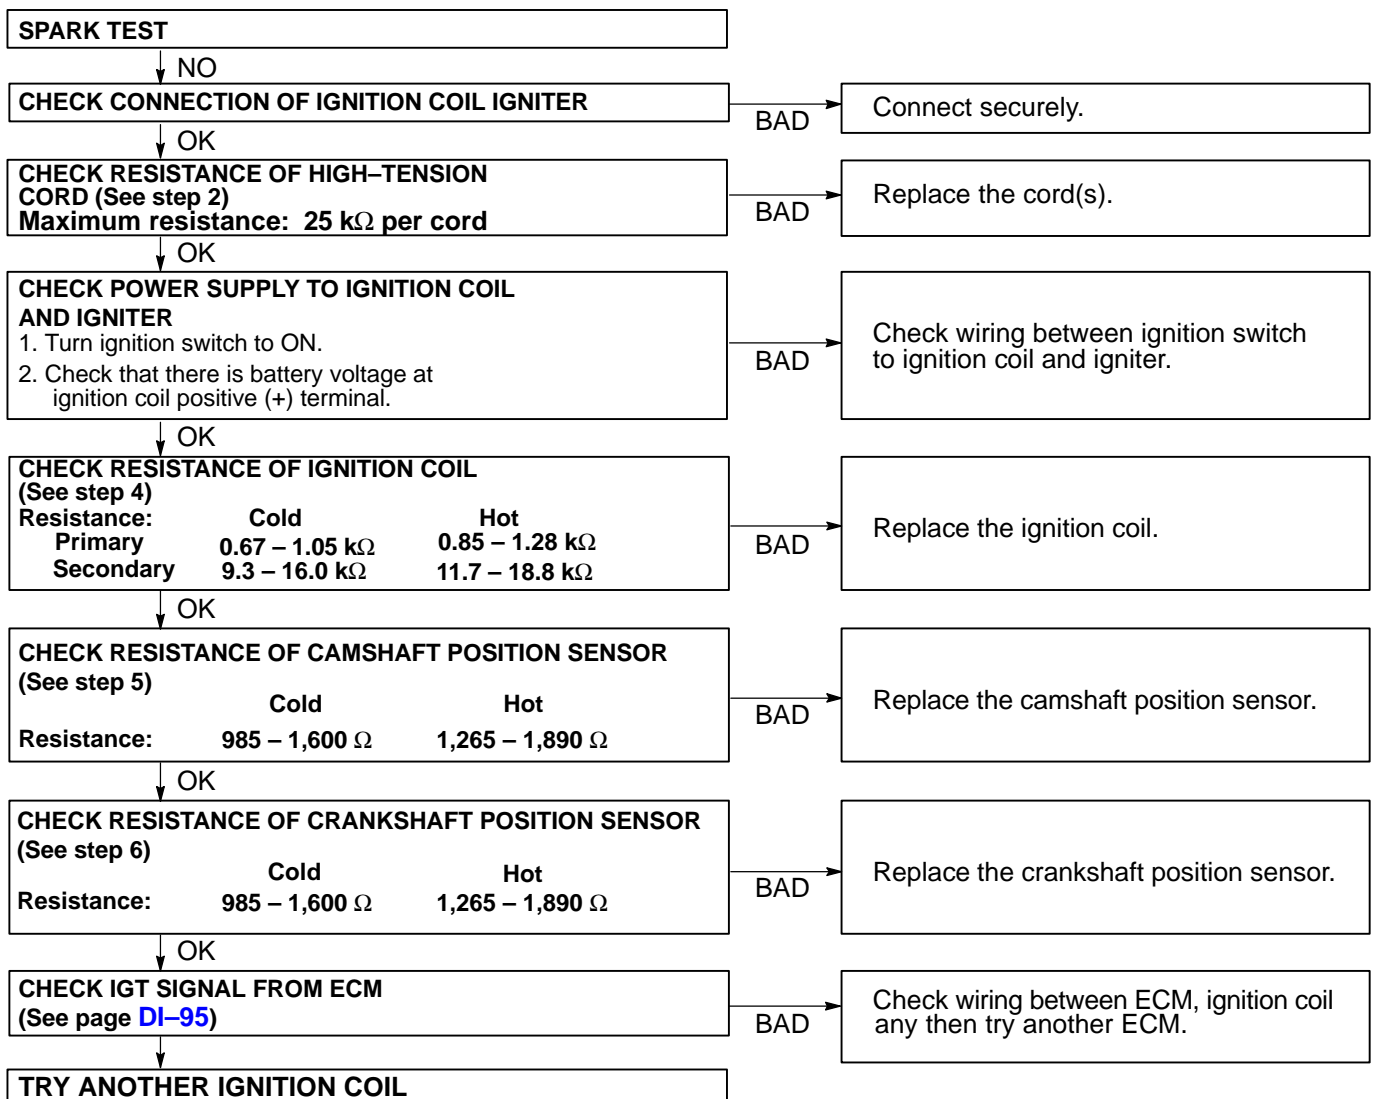 SPARK TEST
NO
CHECK CONNECTION OF IGNITION COIL IGNITER
BAD
Connect securely.
OK
CHECK RESISTANCE OF HIGH–TENSION
CORD (See step 2)
Maximum resistance: 25 kΩ per cord
BAD
Replace the cord(s).
OK
CHECK POWER SUPPLY TO IGNITION COIL
AND IGNITER
1. Turn ignition switch to ON.
2. Check that there is battery voltage at
ignition coil positive (+) terminal.
BAD
Check wiring between ignition switch
to ignition coil and igniter.
OK
CHECK RESISTANCE OF IGNITION COIL
(See step 4)
Resistance: Cold Hot
Primary 0.67 – 1.05 kΩ 0.85 – 1.28 kΩ
Secondary 9.3 – 16.0 kΩ 11.7 – 18.8 kΩ
BAD
Replace the ignition coil.
OK
CHECK RESISTANCE OF CAMSHAFT POSITION SENSOR
(See step 5)
Cold Hot
Resistance: 985 – 1,600 Ω 1,265 – 1,890 Ω
BAD
Replace the camshaft position sensor.
OK
CHECK RESISTANCE OF CRANKSHAFT POSITION SENSOR
(See step 6)
Cold Hot
Resistance: 985 – 1,600 Ω 1,265 – 1,890 Ω
BAD
Replace the crankshaft position sensor.
OK
CHECK IGT SIGNAL FROM ECM
(See page DI–95)
BAD
Check wiring between ECM, ignition coil
any then try another ECM.
TRY ANOTHER IGNITION COIL